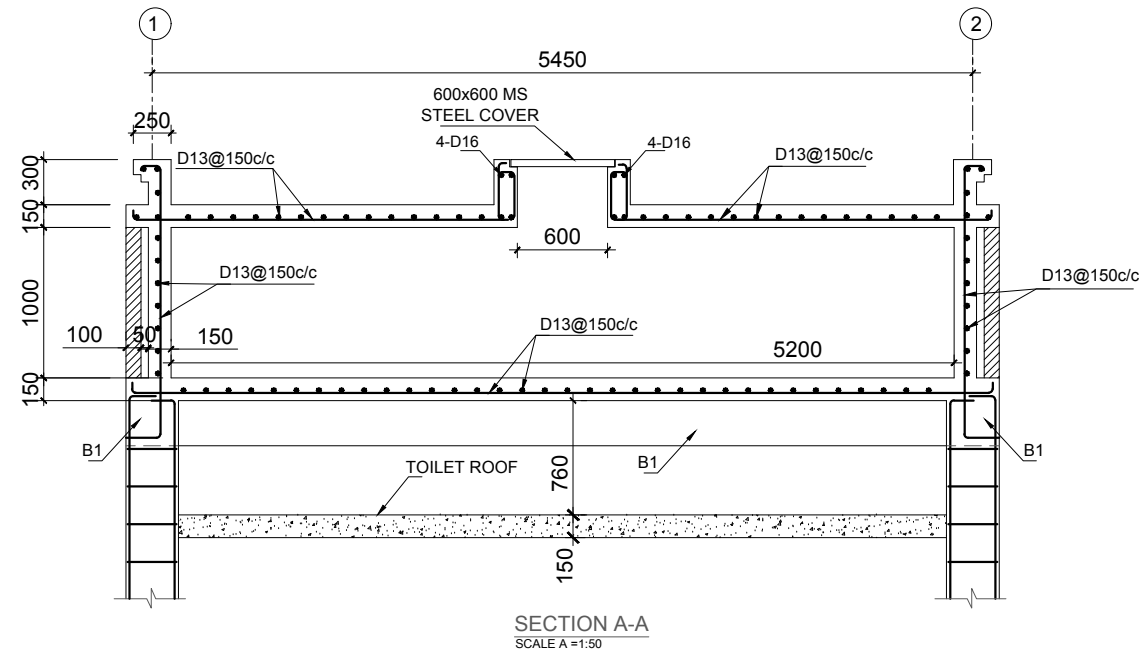 1
2
5450
600x600 MS
STEEL COVER
250
4-D16
4-D16
D13@150c/c
D13@150c/c
300
150
600
D13@150c/c
D13@150c/c
1000
100
50
150
D13@150c/c
5200
150
B1
B1
B1
TOILET ROOF
760
150
SECTION A-A
SCALE A =1:50